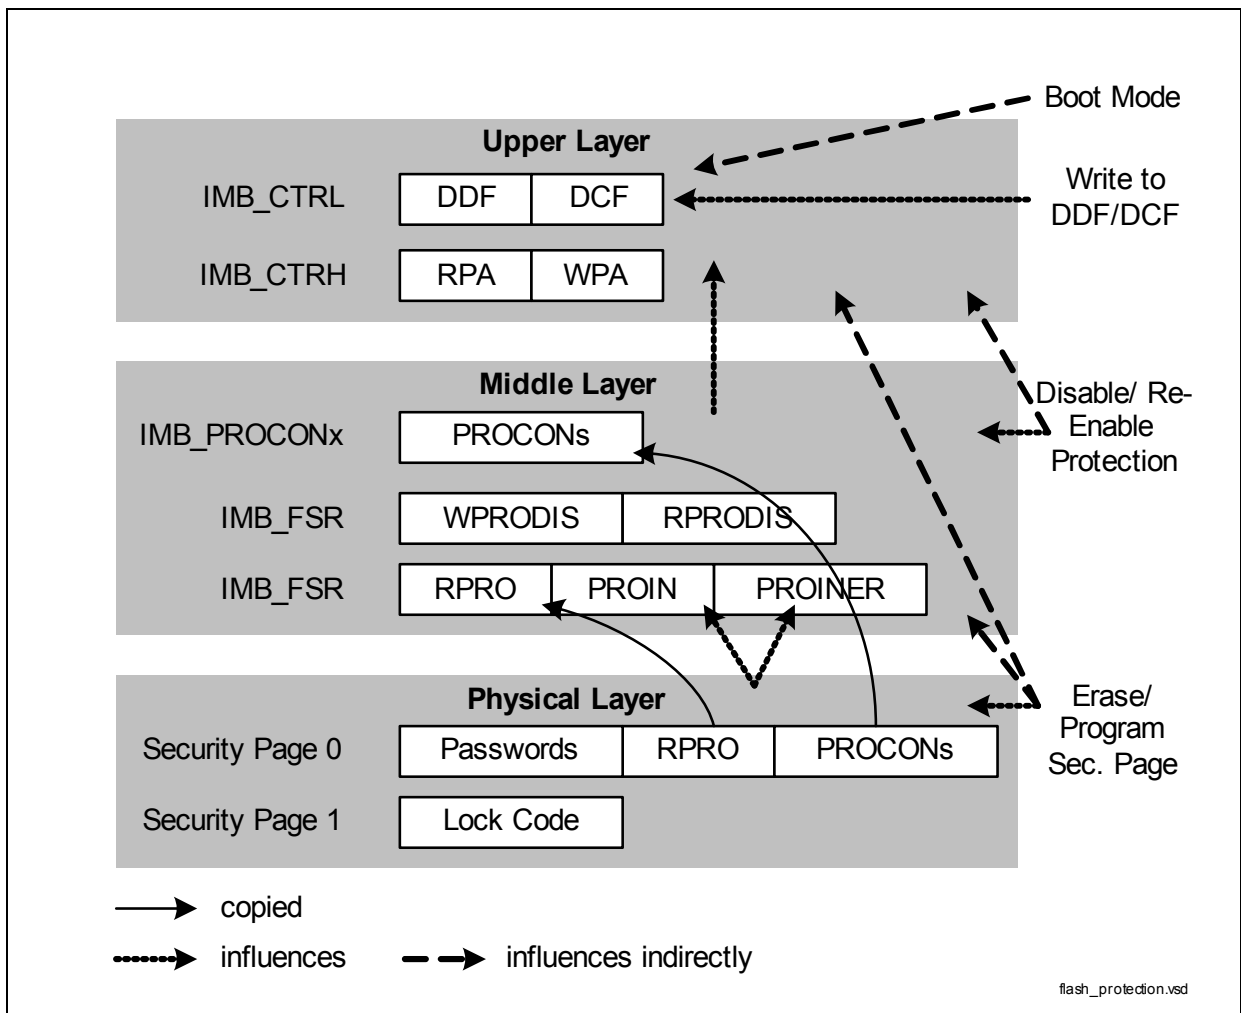 Boot Mode
Upper Layer
IMB_CTRL DDF DCF
Write to
DDF/DCF
IMB_CTRH RPA WPA
Middle Layer
Disable/ Re-
Enable
Protection
IMB_PROCONx PROCONs
IMB_FSR WPRODIS RPRODIS
IMB_FSR RPRO PROIN PROINER
Physical Layer
Erase/
Program
Sec. Page
Security Page 0 Passwords RPRO PROCONs
Security Page 1 Lock Code
copied
influences influences indirectly
flash_protection.vsd